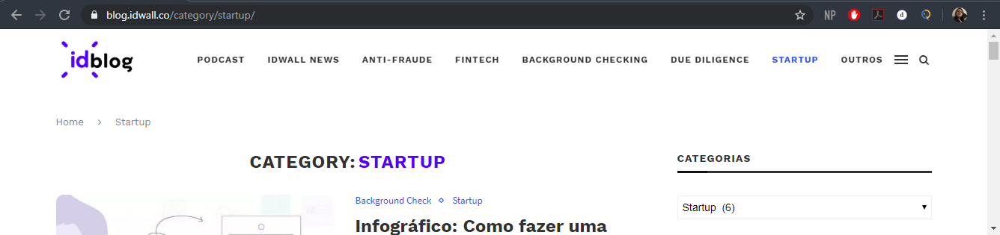 blog.idwall.co/category/startup/
NP
d
idblog
PODCAST IDWALL NEWS ANTI-FRAUDE FINTECH BACKGROUND CHECKING DUE DILIGENCE STARTUP OUTROS
Home > Startup
CATEGORY: STARTUP
Background Check ◇ Startup
Infográfico: Como fazer uma
CATEGORIAS
Startup (6)